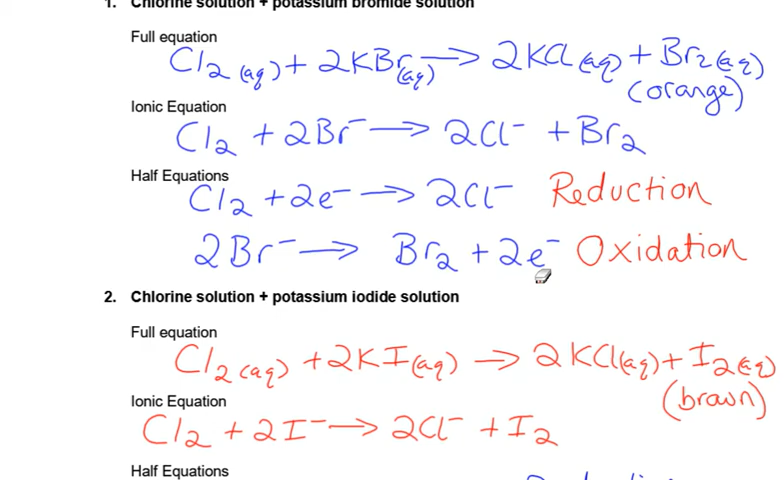 1. Chlorine solution + potassium bromide solution
Full equation
Cl₂(aq) + 2KBr(aq) → 2KCl(aq) + Br₂(aq)
(orange)
Ionic Equation
Cl₂ + 2Br⁻ → 2Cl⁻ + Br₂
Half Equations
Cl₂ + 2e⁻ → 2Cl⁻ Reduction
2Br⁻ → Br₂ + 2e⁻ Oxidation
2. Chlorine solution + potassium iodide solution
Full equation
Cl₂(aq) + 2KI(aq) → 2KCl(aq) + I₂(aq)
(brown)
Ionic Equation
Cl₂ + 2I⁻ → 2Cl⁻ + I₂
Half Equations